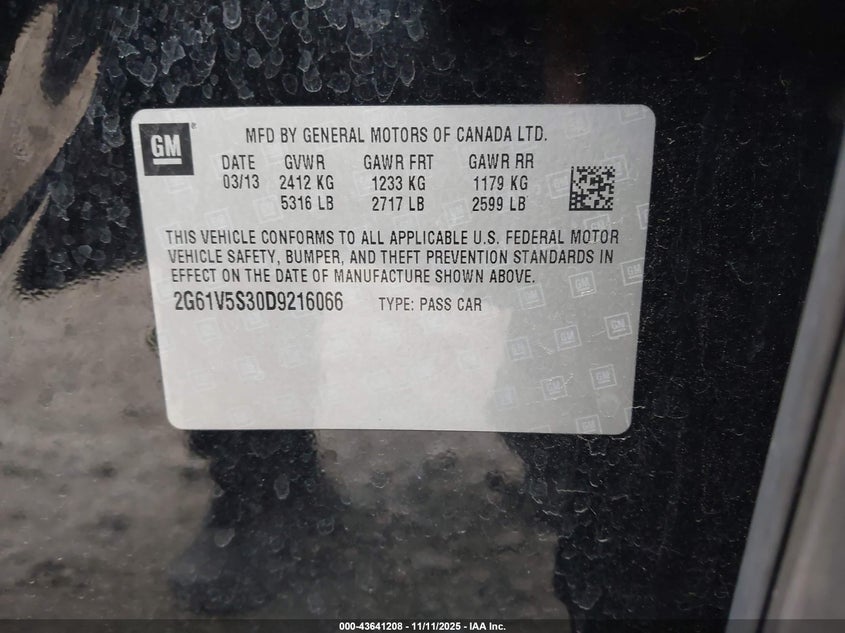 GM ® MFD BY GENERAL MOTORS OF CANADA LTD.
DATE GVWR GAWR FRT GAWR RR
03/13 2412 KG 1233 KG 1179 KG
5316 LB 2717 LB 2599 LB
THIS VEHICLE CONFORMS TO ALL APPLICABLE U.S. FEDERAL MOTOR
VEHICLE SAFETY, BUMPER, AND THEFT PREVENTION STANDARDS IN
EFFECT ON THE DATE OF MANUFACTURE SHOWN ABOVE.
2G61V5S30D9216066 TYPE: PASS CAR
000-43641208 - 11/11/2025 - IAA Inc.